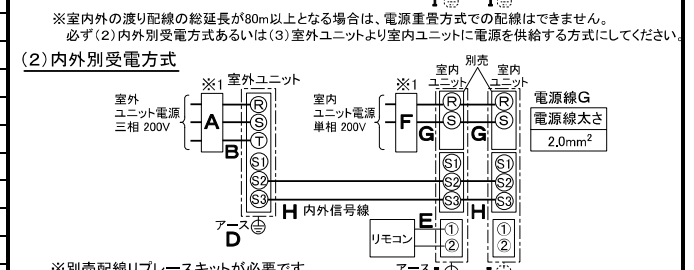 ※室内外の渡り配線の総延長が80m以上となる場合は、電源重畳方式での配線はできません。
必ず(2)内外別受電方式あるいは(3)室外ユニットより室内ユニットに電源を供給する方式にしてください。
(2)内外別受電方式
※1 室外ユニット
室外
ユニット電源
三相 200V
A
B
R
S
T
S1
S2
S3
アース
D
H 内外信号線
別売
室内
ユニット
室内
ユニット
※1
室内
ユニット電源
単相 200V
F
G
G
R
S
S1
S2
S3
R
S
S1
S2
S3
H
E
リモコン
①
②
①
②
アース
電源線G
電源線太さ
2.0mm²
※別売配線リプレースキットが必要です